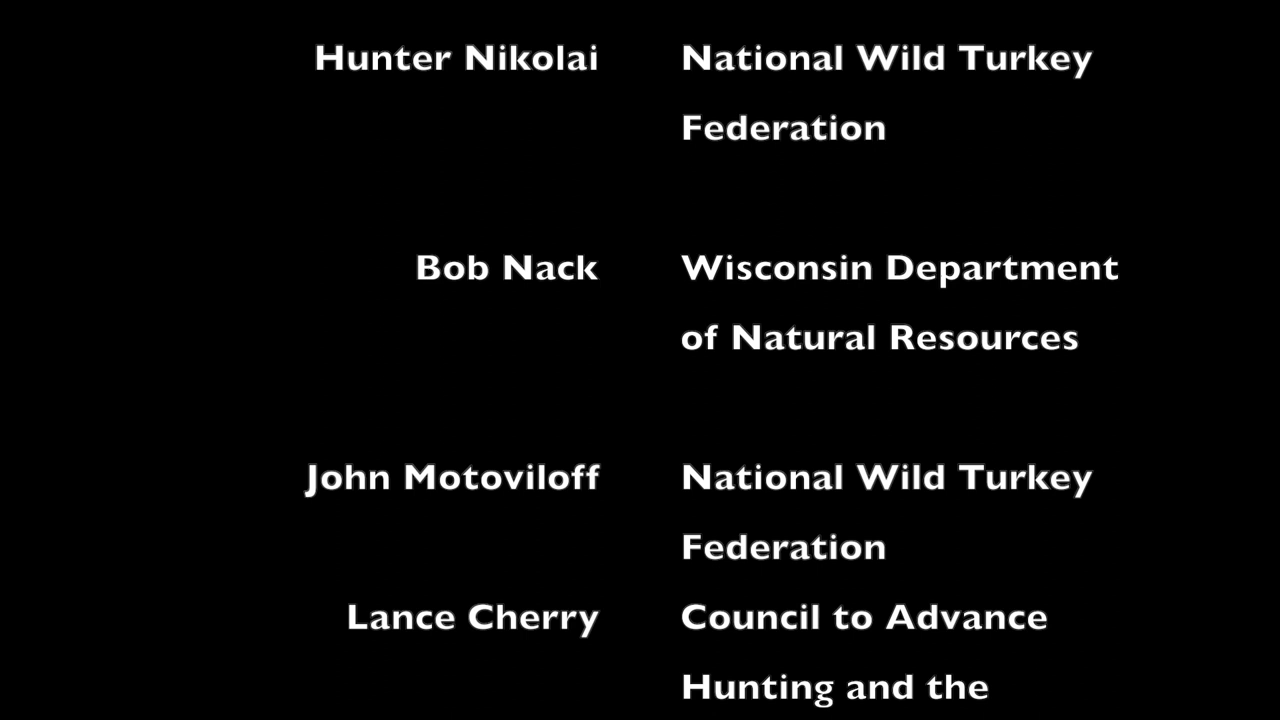 Hunter Nikolai National Wild Turkey
Federation
Bob Nack Wisconsin Department
of Natural Resources
John Motoviloff National Wild Turkey
Federation
Lance Cherry Council to Advance
Hunting and the